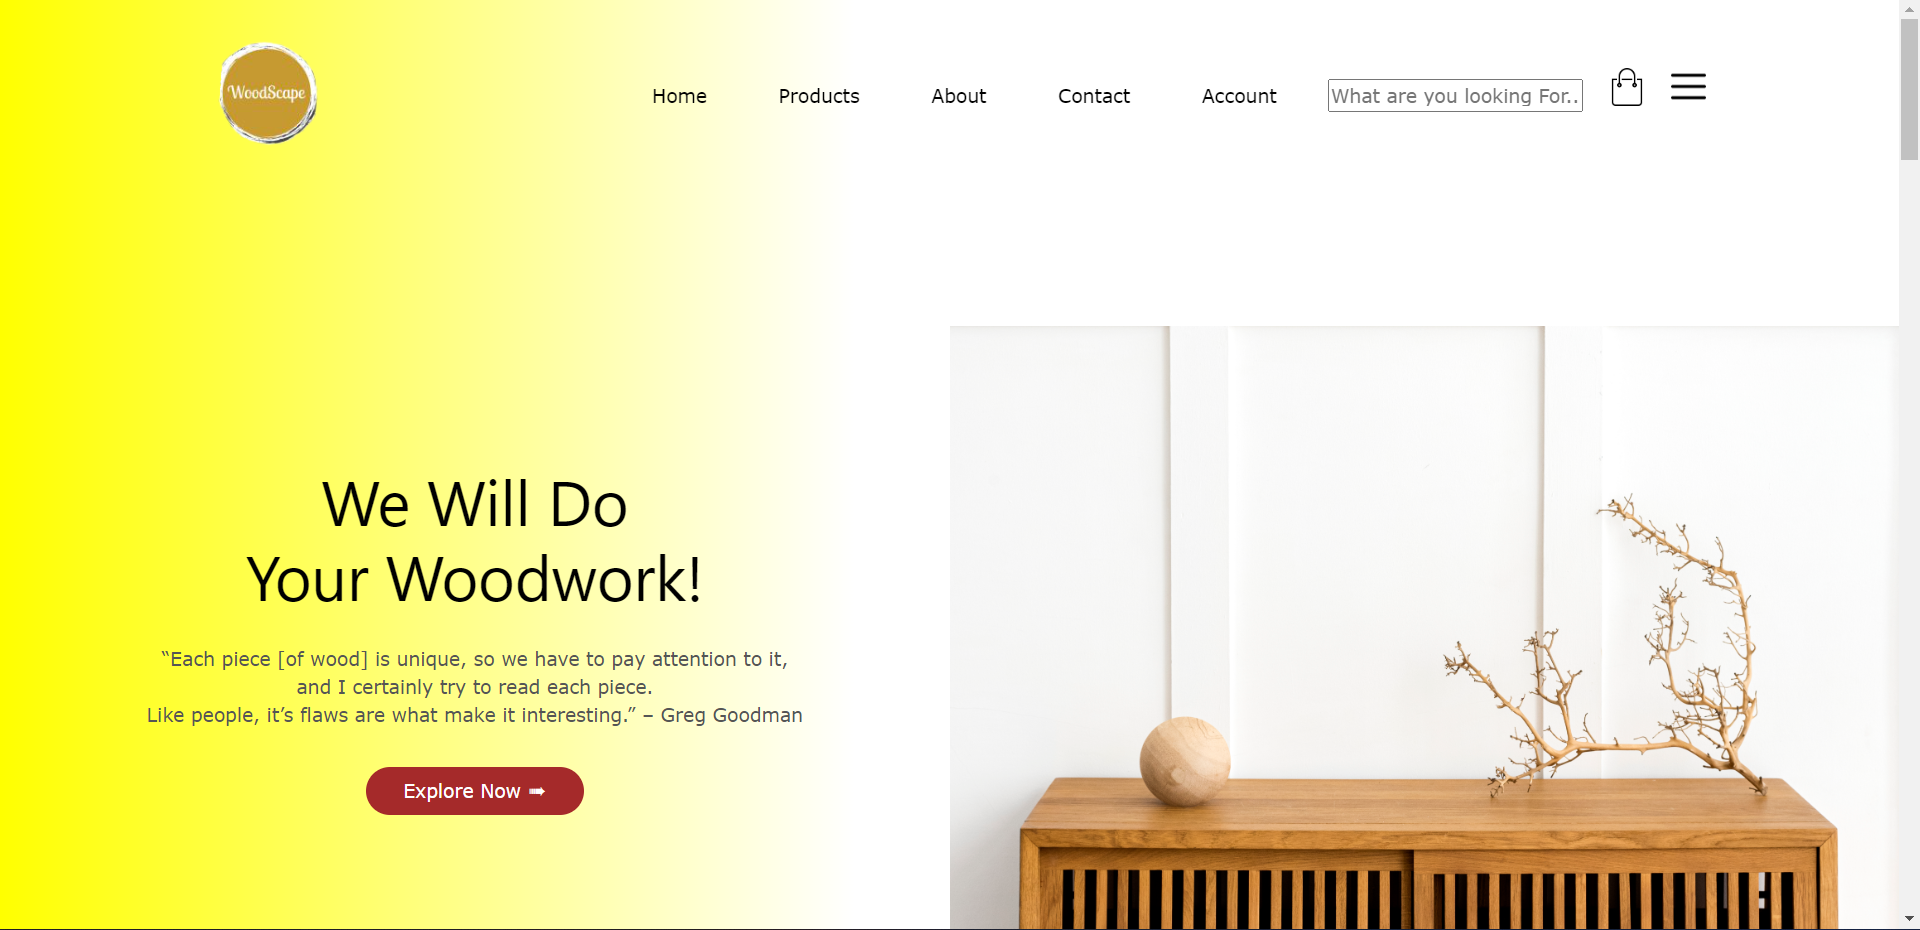 WoodScape
Home
Products
About
Contact
Account
What are you looking For..
We Will Do
Your Woodwork!
“Each piece [of wood] is unique, so we have to pay attention to it,
and I certainly try to read each piece.
Like people, it’s flaws are what make it interesting.” – Greg Goodman
Explore Now ➠